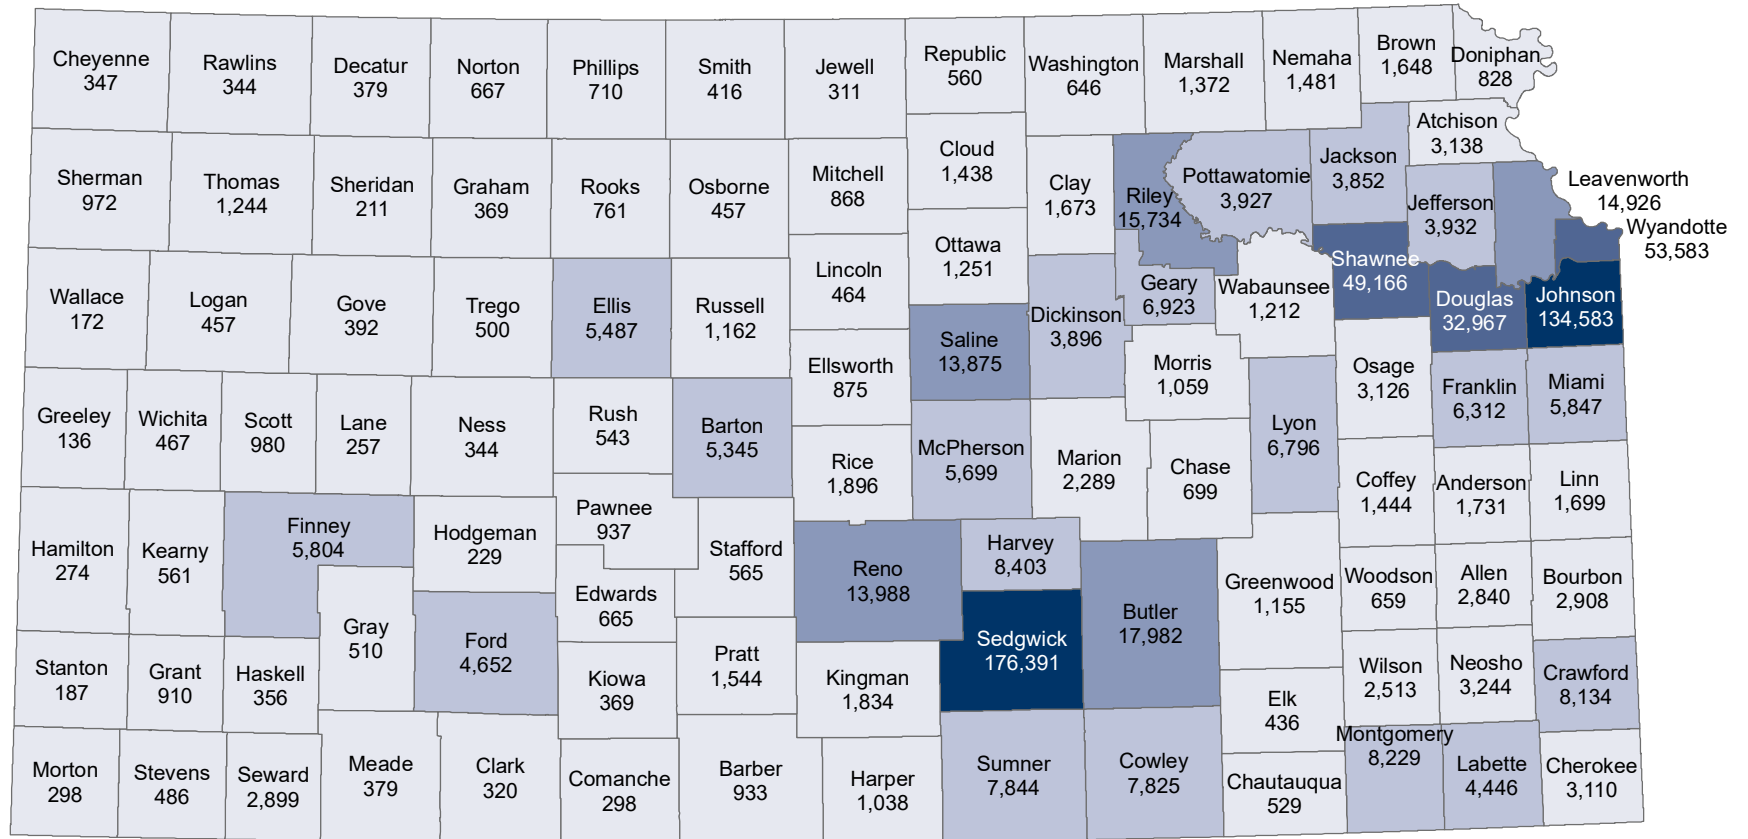 Cheyenne
347
Rawlins
344
Decatur
379
Norton
667
Phillips
710
Smith
416
Jewell
311
Republic
560
Washington
646
Marshall
1,372
Nemaha
1,481
Brown
1,648
Doniphan
828
Sherman
972
Thomas
1,244
Sheridan
211
Graham
369
Rooks
761
Osborne
457
Mitchell
868
Cloud
1,438
Clay
1,673
Riley
15,734
Pottawatomie
3,927
Jackson
3,852
Atchison
3,138
Jefferson
3,932
Leavenworth
14,926
Wyandotte
53,583
Wallace
172
Logan
457
Gove
392
Trego
500
Ellis
5,487
Russell
1,162
Lincoln
464
Ottawa
1,251
Saline
13,875
Dickinson
3,896
Geary
6,923
Wabaunsee
1,212
Shawnee
49,166
Douglas
32,967
Johnson
134,583
Greeley
136
Wichita
467
Scott
980
Lane
257
Ness
344
Rush
543
Barton
5,345
Ellsworth
875
Rice
1,896
McPherson
5,699
Marion
2,289
Morris
1,059
Chase
699
Lyon
6,796
Osage
3,126
Franklin
6,312
Miami
5,847
Coffey
1,444
Anderson
1,731
Linn
1,699
Hamilton
274
Kearny
561
Finney
5,804
Hodgeman
229
Pawnee
937
Stafford
565
Edwards
665
Reno
13,988
Harvey
8,403
Sedgwick
176,391
Butler
17,982
Greenwood
1,155
Woodson
659
Allen
2,840
Bourbon
2,908
Stanton
187
Grant
910
Haskell
356
Gray
510
Ford
4,652
Kiowa
369
Pratt
1,544
Kingman
1,834
Elk
436
Wilson
2,513
Neosho
3,244
Crawford
8,134
Morton
298
Stevens
486
Seward
2,899
Meade
379
Clark
320
Comanche
298
Barber
933
Harper
1,038
Sumner
7,844
Cowley
7,825
Chautauqua
529
Montgomery
8,229
Labette
4,446
Cherokee
3,110